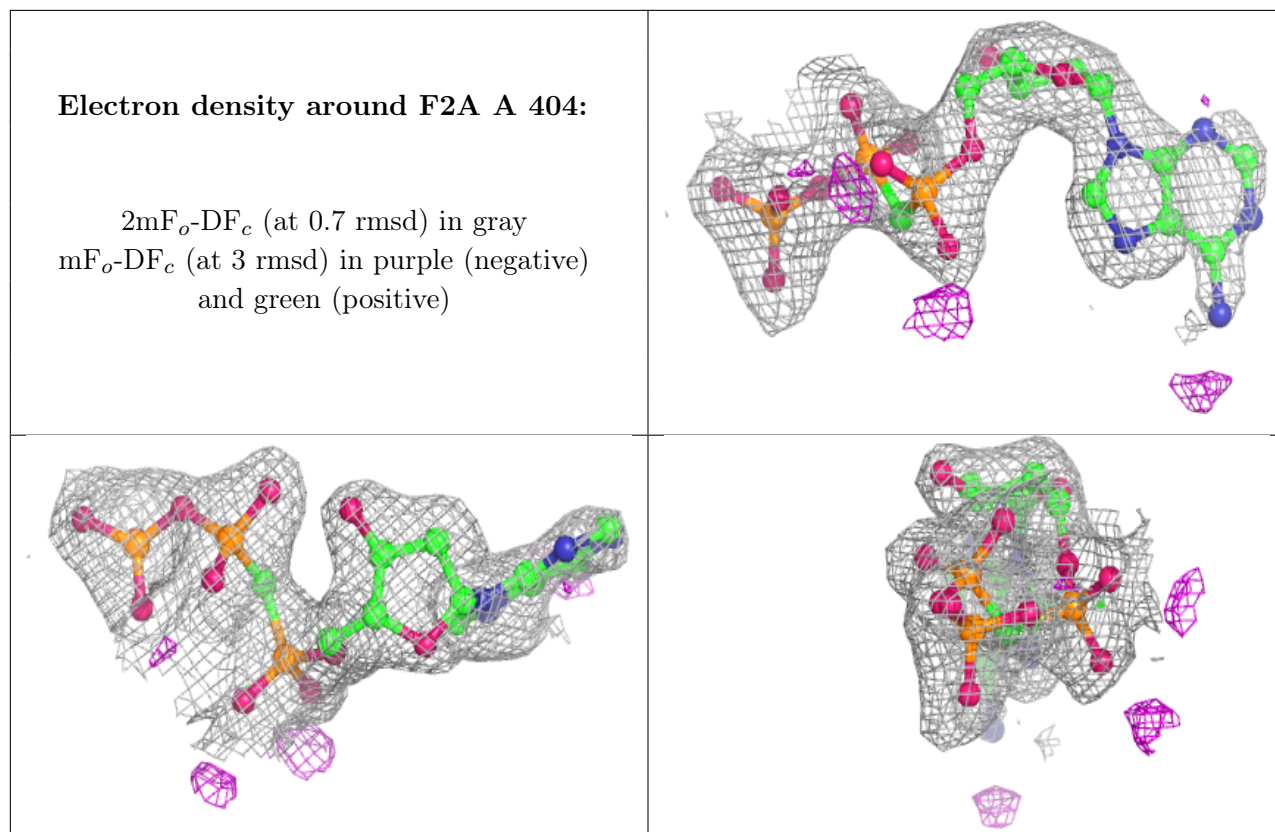 Electron density around F2A A 404:
2mFo-DFc (at 0.7 rmsd) in gray
mFo-DFc (at 3 rmsd) in purple (negative)
and green (positive)